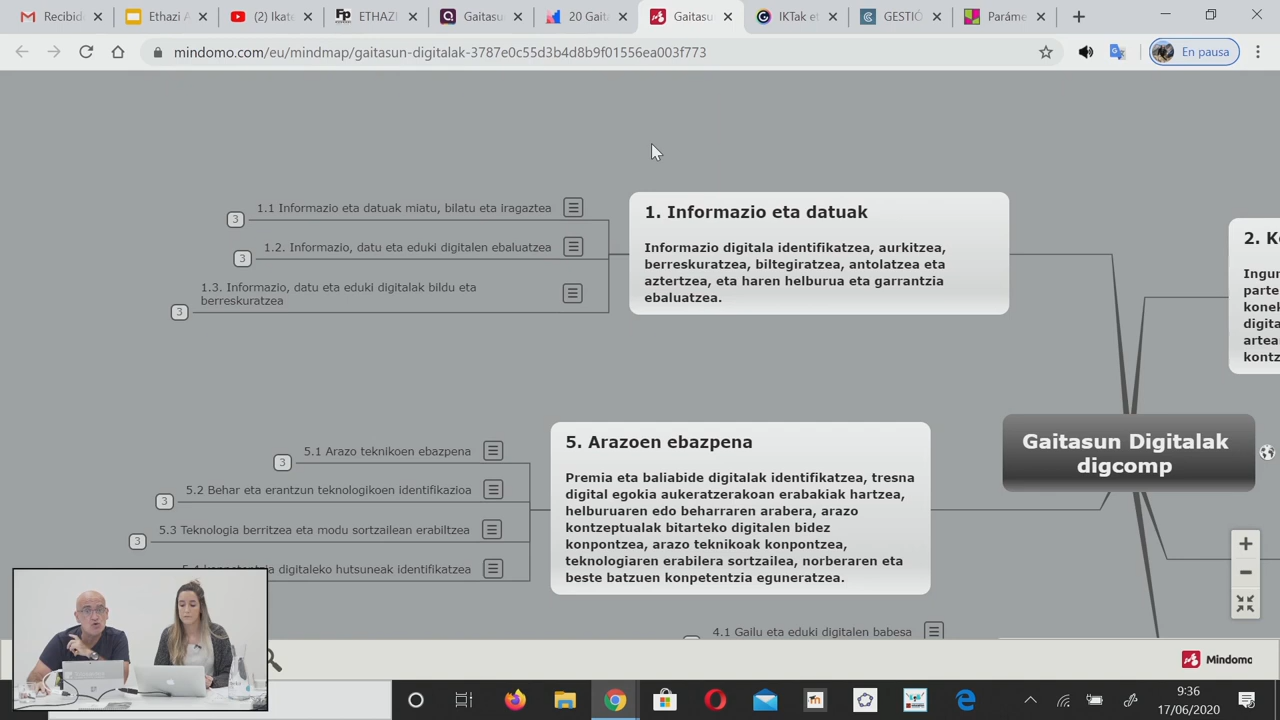 Recibid
Ethazi A
(2) Ikate
ETHAZI
Gaitasu
20 Gait
Gaitasu
IKTak et
GESTIÓ
Paráme
mindomo.com/eu/mindmap/gaitasun-digitalak-3787e0c55d3b4d8b9f01556ea003f773
En pausa
1.1 Informazio eta datuak miatu, bilatu eta iragaztea
3
1.2. Informazio, datu eta eduki digitalen ebaluatzea
3
1.3. Informazio, datu eta eduki digitalak bildu eta
berreskuratzea
3
1. Informazio eta datuak
Informazio digitala identifikatzea, aurkitzea,
berreskuratzea, biltegiratzea, antolatzea eta
aztertzea, eta haren helburua eta garrantzia
ebaluatzea.
2. K
Ingur
parte
konek
digita
artea
kontz
Gaitasun Digitalak
digcomp
5.1 Arazo teknikoen ebazpena
3
5.2 Behar eta erantzun teknologikoen identifikazioa
3
5.3 Teknologia berritzea eta modu sortzailean erabiltzea
3
digitaleko hutsuneak identifikatzea
5. Arazoen ebazpena
Premia eta baliabide digitalak identifikatzea, tresna
digital egokia aukeratzerakoan erabakiak hartzea,
helburuaren edo beharraren arabera, arazo
kontzeptualak bitarteko digitalen bidez
konpontzea, arazo teknikoak konpontzea,
teknologiaren erabilera sortzailea, norberaren eta
beste batzuen konpetentzia eguneratzea.
4.1 Gailu eta eduki digitalen babesa
Mindomo
9:36
17/06/2020